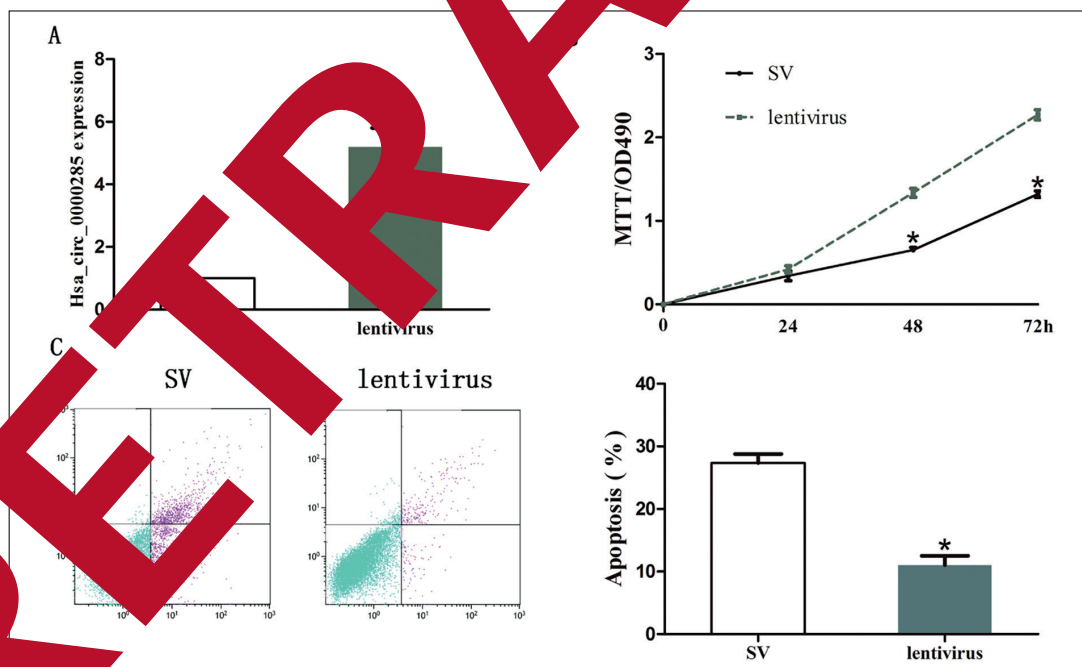 A
8
6
4
2
0
Hsa_circ_0000285 expression
lentivirus
3
2
1
0
MTT/OD490
SV
lentivirus
*
*
0 24 48 72h
C
SV
lentivirus
10²
10⁰ 10¹ 10² 10³
10²
10¹
10⁰
10⁰ 10¹ 10² 10³
40
30
20
10
0
Apoptosis ( % )
*
SV lentivirus
RETRA